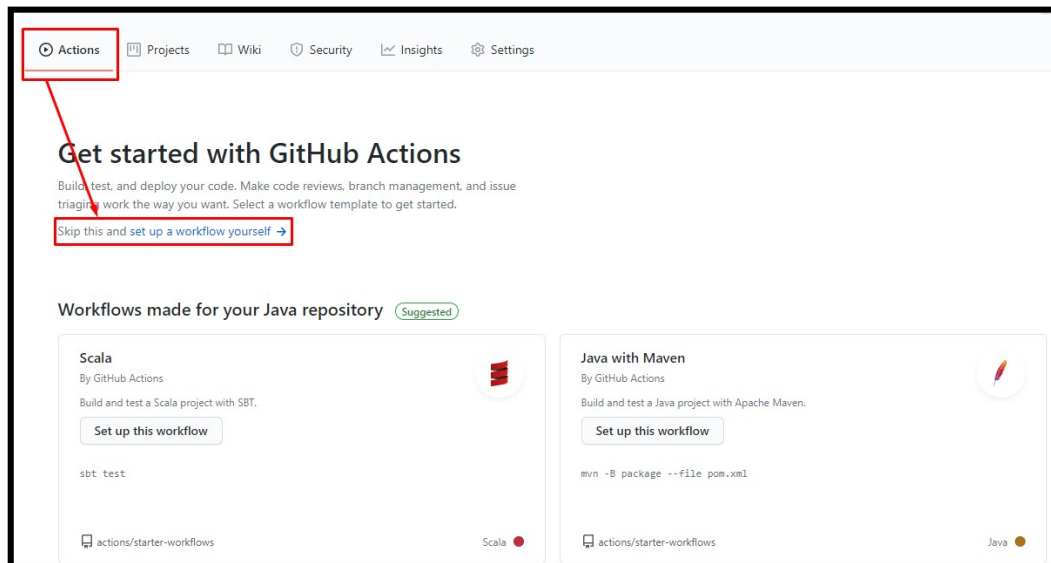 Actions Projects Wiki Security Insights Settings
Get started with GitHub Actions
Build, test, and deploy your code. Make code reviews, branch management, and issue
triaging work the way you want. Select a workflow template to get started.
Skip this and set up a workflow yourself →
Workflows made for your Java repository Suggested
Scala
By GitHub Actions
Build and test a Scala project with SBT.
Set up this workflow
sbt test
actions/starter-workflows Scala
Java with Maven
By GitHub Actions
Build and test a Java project with Apache Maven.
Set up this workflow
mvn -B package --file pom.xml
actions/starter-workflows Java